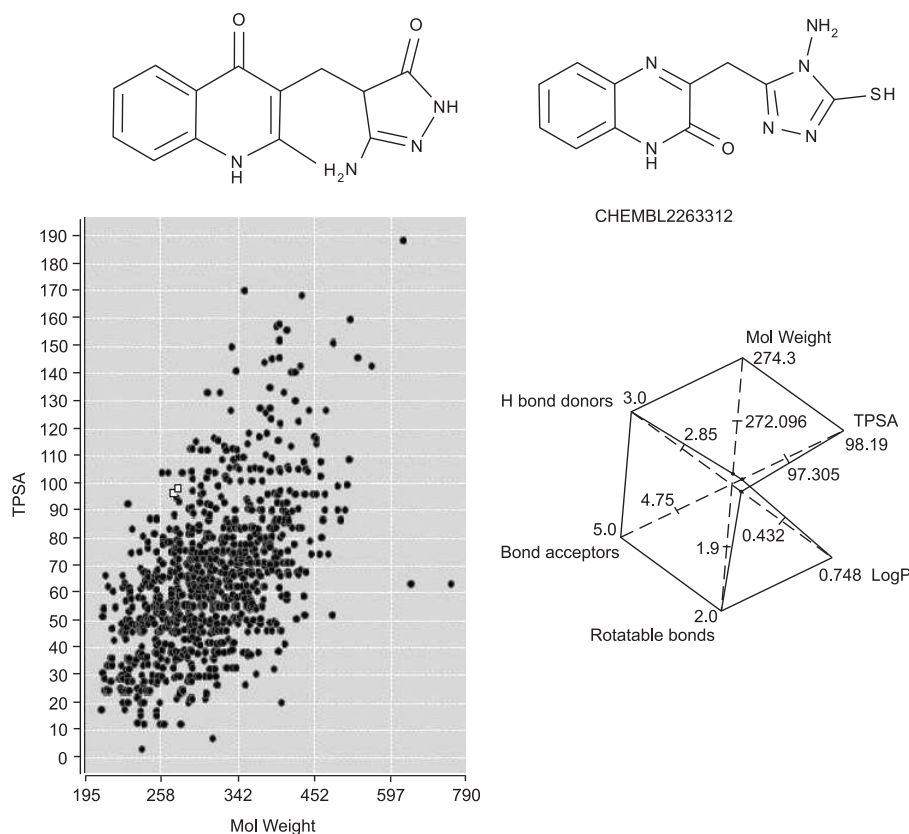 O
O
NH
N
N
H
H2N
NH2
N
N
SH
N
N
N
H
O
CHEMBL2263312
TPSA
190
180
170
160
150
140
130
120
110
100
90
80
70
60
50
40
30
20
10
0
195 258 342 452 597 790
Mol Weight
Mol Weight
274.3
H bond donors
3.0
TPSA
98.19
272.096
2.85
97.305
4.75
0.432
5.0
Bond acceptors
1.9
0.748 LogP
2.0
Rotatable bonds